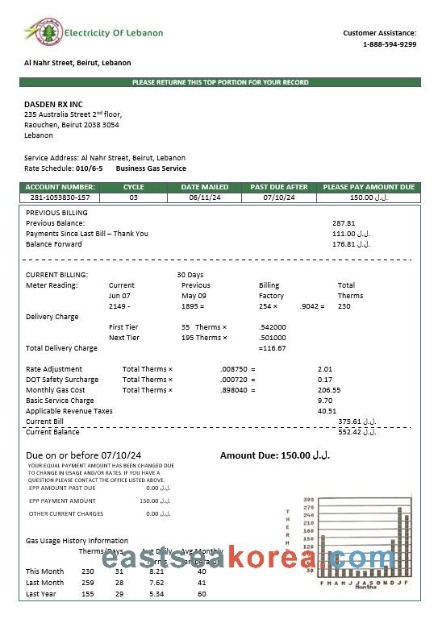 Electricity Of Lebanon
Customer Assistance:
1-888-594-9299
Al Nahr Street, Beirut, Lebanon
PLEASE RETURNE THIS TOP PORTION FOR YOUR RECORD
DASDEN RX INC
235 Australia Street 2nd floor,
Raouchen, Beirut 2038 3054
Lebanon
Service Address: Al Nahr Street, Beirut, Lebanon
Rate Schedule: 010/6-5 Business Gas Service
ACCOUNT NUMBER: CYCLE DATE MAILED PAST DUE AFTER PLEASE PAY AMOUNT DUE
281-1053830-157 03 06/11/24 07/10/24 150.00 ل.ل.
PREVIOUS BILLING
Previous Balance: 287.81
Payments Since Last Bill – Thank You 111.00 ل.ل.
Balance Forward 176.81 ل.ل.
CURRENT BILLING: 30 Days
Meter Reading: Current Previous Billing Total
Jun 07 May 09 Factory Therms
2149 - 1895 = 254 × .9042 = 230
Delivery Charge
First Tier 35 Therms × .542000
Next Tier 195 Therms × .501000
Total Delivery Charge =116.67
Rate Adjustment Total Therms × .008750 = 2.01
DOT Safety Surcharge Total Therms × .000720 = 0.17
Monthly Gas Cost Total Therms × .898040 = 206.55
Basic Service Charge 9.70
Applicable Revenue Taxes 40.51
Current Bill 375.61 ل.ل.
Current Balance 552.42 ل.ل.
Due on or before 07/10/24 Amount Due: 150.00 ل.ل.
YOUR EQUAL PAYMENT AMOUNT HAS BEEN CHANGED DUE
TO CHANGE IN USAGE AND/OR RATES. IF YOU HAVE A
QUESTION PLEASE CONTACT THE OFFICE LISTED ABOVE.
EPP AMOUNT PAST DUE 0.00 ل.ل.
EPP PAYMENT AMOUNT 150.00 ل.ل.
OTHER CURRENT CHARGES 0.00 ل.ل.
Gas Usage History Information
Therms/Days Avg Daily Avg Monthly
This Month 230 31 8.21 40
Last Month 259 28 7.62 41
Last Year 155 29 5.34 60
300
270
240
210
F M A M J J A S O N D J F
Months
eastseakorea.com